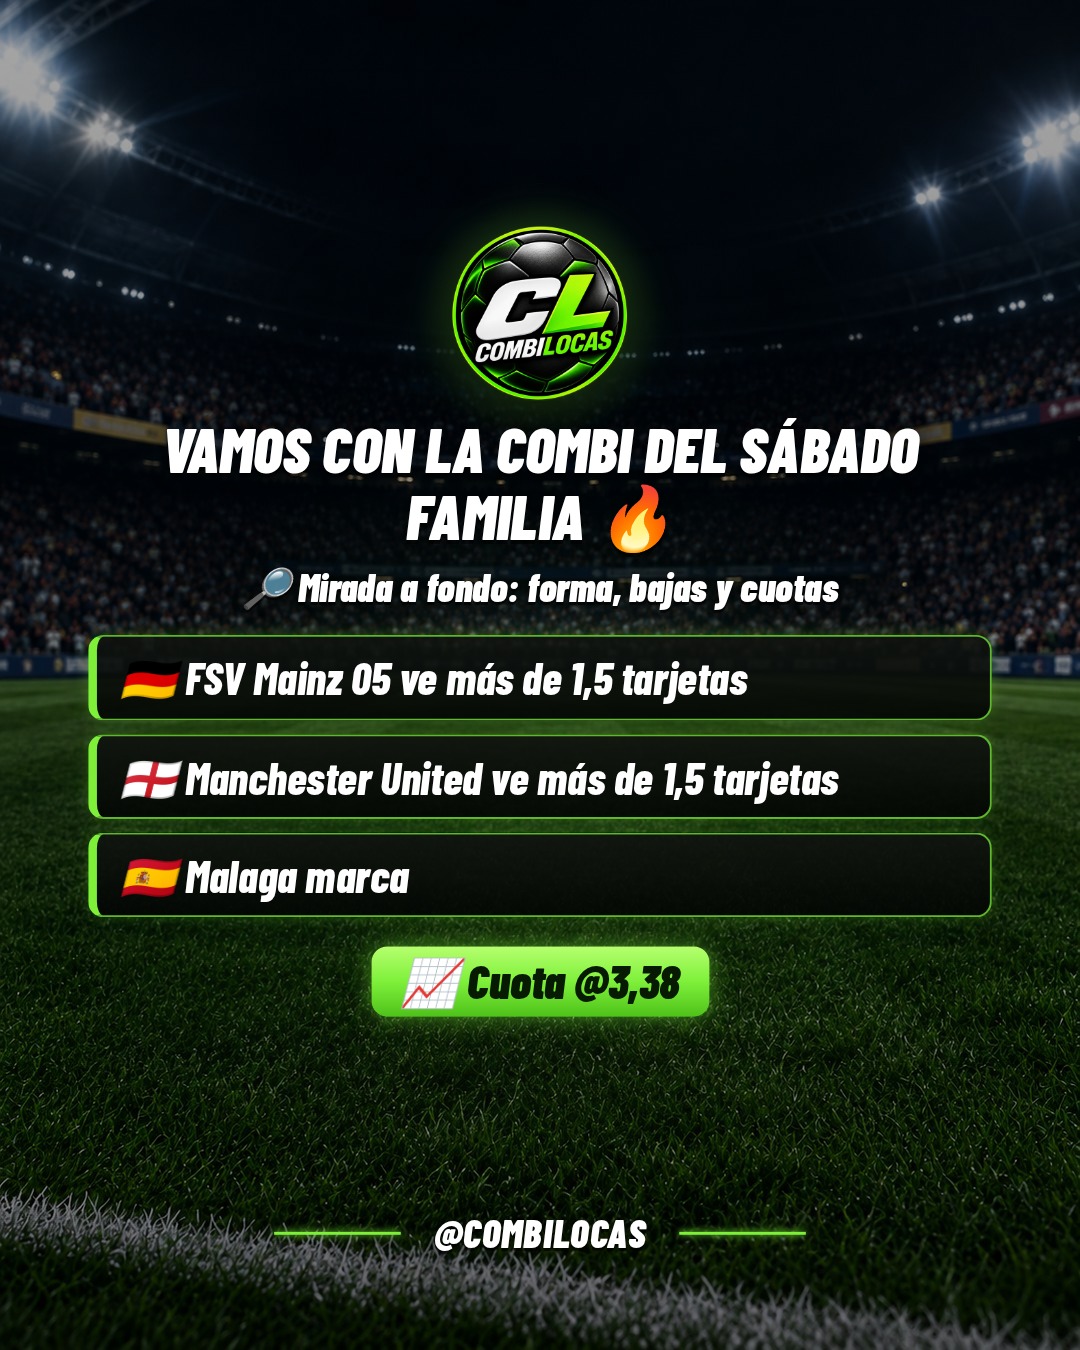 CL
COMBILOCAS
VAMOS CON LA COMBI DEL SÁBADO
FAMILIA 🔥
🔎 Mirada a fondo: forma, bajas y cuotas
🇩🇪 FSV Mainz 05 ve más de 1,5 tarjetas
🏴󠁧󠁢󠁥󠁮󠁧󠁿 Manchester United ve más de 1,5 tarjetas
🇪🇸 Malaga marca
📈 Cuota @3,38
@COMBILOCAS